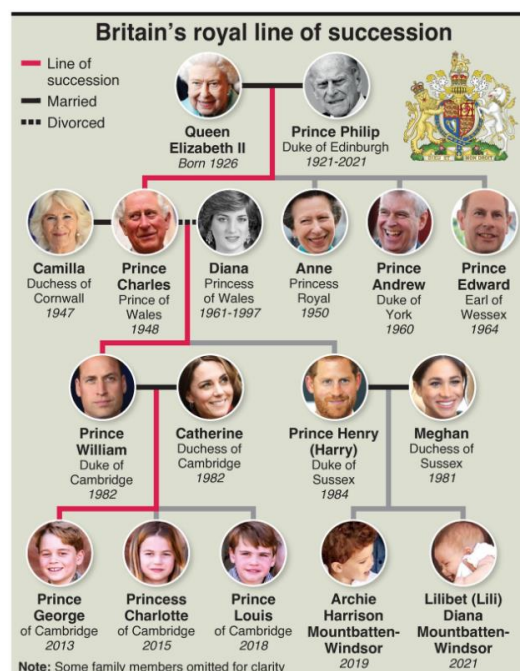 Britain's royal line of succession
Line of
succession
Married
Divorced
Queen
Elizabeth II
Born 1926
Prince Philip
Duke of Edinburgh
1921-2021
Camilla
Duchess of
Cornwall
1947
Prince
Charles
Prince of
Wales
1948
Diana
Princess
of Wales
1961-1997
Anne
Princess
Royal
1950
Prince
Andrew
Duke of
York
1960
Prince
Edward
Earl of
Wessex
1964
Prince
William
Duke of
Cambridge
1982
Catherine
Duchess of
Cambridge
1982
Prince Henry
(Harry)
Duke of
Sussex
1984
Meghan
Duchess of
Sussex
1981
Prince
George
of Cambridge
2013
Princess
Charlotte
of Cambridge
2015
Prince
Louis
of Cambridge
2018
Archie
Harrison
Mountbatten-
Windsor
2019
Lilibet (Lili)
Diana
Mountbatten-
Windsor
2021
Note: Some family members omitted for clarity